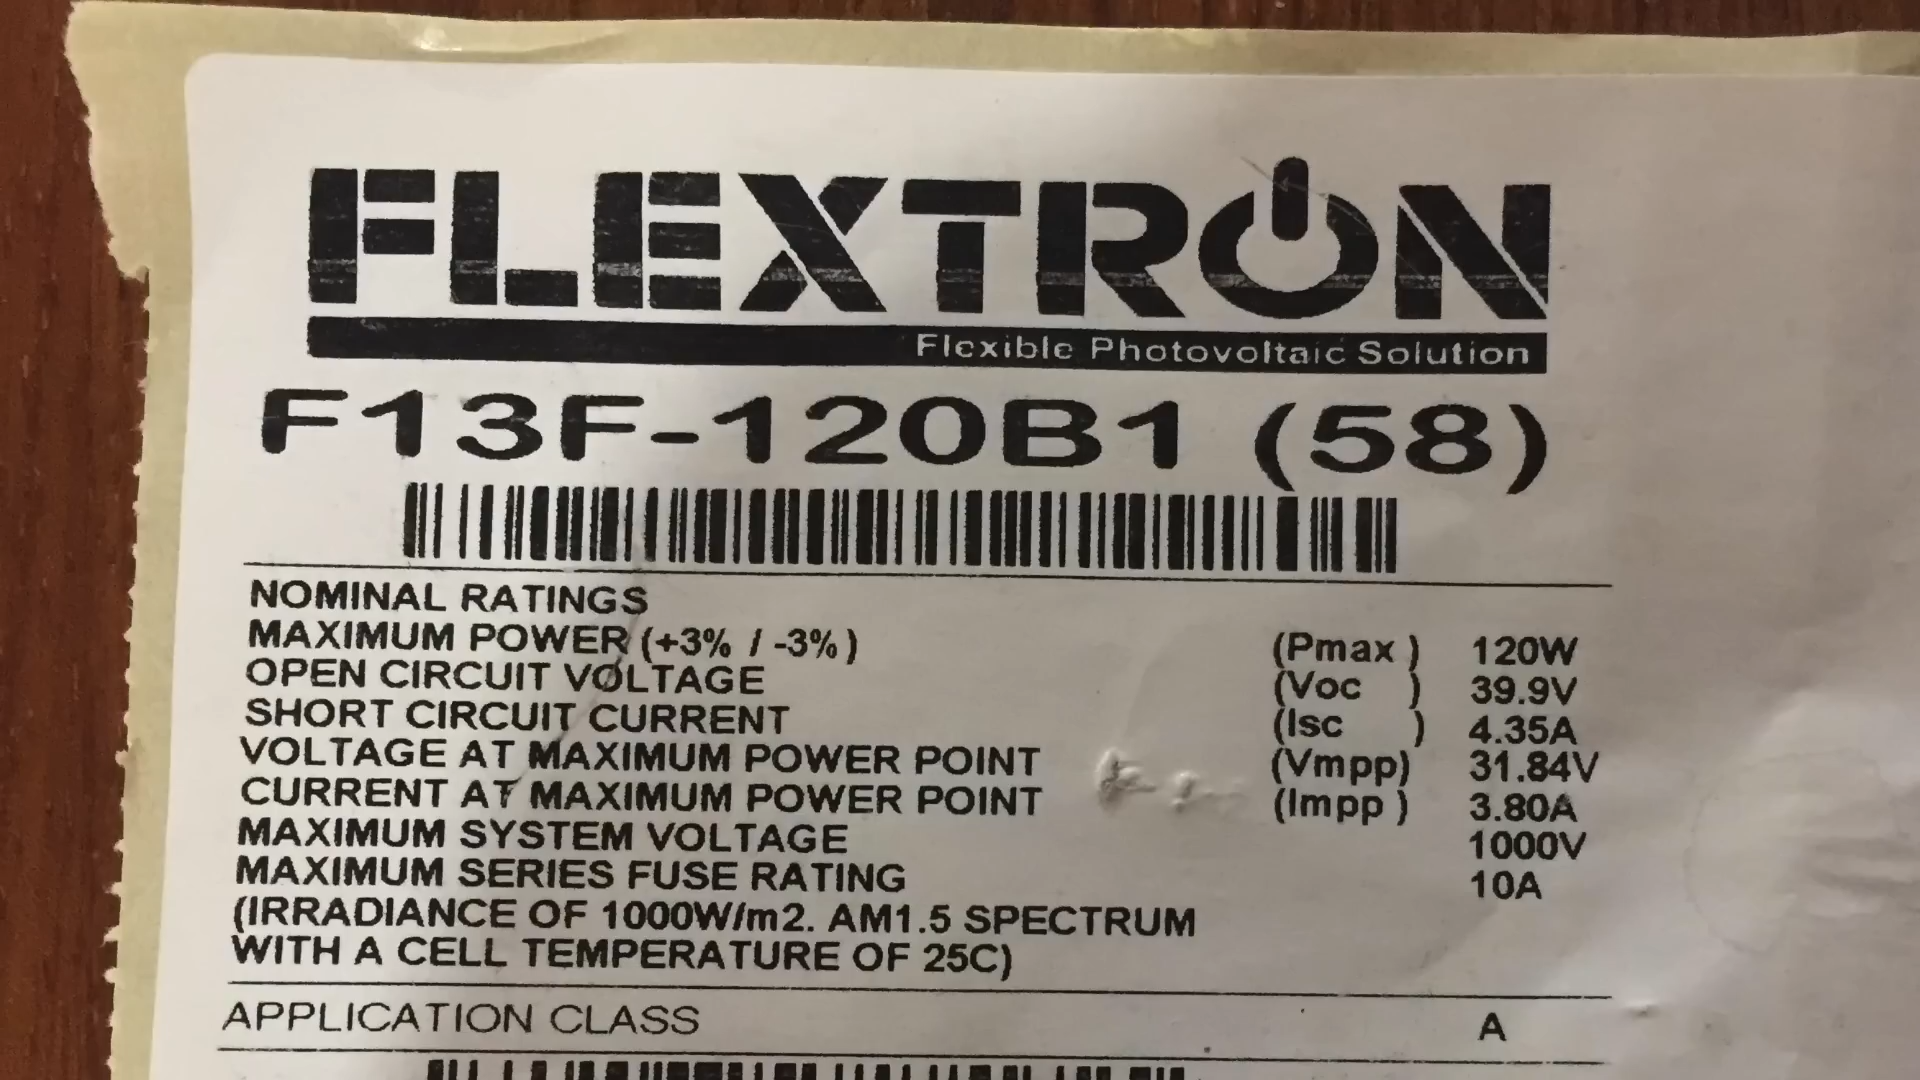 FLEXTRON
Flexible Photovoltaic Solution
F13F-120B1 (58)
NOMINAL RATINGS
MAXIMUM POWER (+3% / -3%) (Pmax ) 120W
OPEN CIRCUIT VOLTAGE (Voc ) 39.9V
SHORT CIRCUIT CURRENT (Isc ) 4.35A
VOLTAGE AT MAXIMUM POWER POINT (Vmpp) 31.84V
CURRENT AT MAXIMUM POWER POINT (Impp ) 3.80A
MAXIMUM SYSTEM VOLTAGE 1000V
MAXIMUM SERIES FUSE RATING 10A
(IRRADIANCE OF 1000W/m2. AM1.5 SPECTRUM
WITH A CELL TEMPERATURE OF 25C)
APPLICATION CLASS A